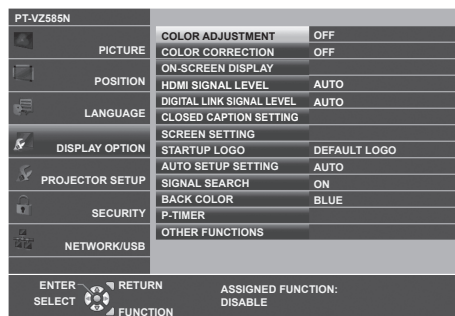 PT-VZ585N
PICTURE
POSITION
LANGUAGE
DISPLAY OPTION
PROJECTOR SETUP
SECURITY
NETWORK/USB
COLOR ADJUSTMENT OFF
COLOR CORRECTION OFF
ON-SCREEN DISPLAY
HDMI SIGNAL LEVEL AUTO
DIGITAL LINK SIGNAL LEVEL AUTO
CLOSED CAPTION SETTING
SCREEN SETTING
STARTUP LOGO DEFAULT LOGO
AUTO SETUP SETTING AUTO
SIGNAL SEARCH ON
BACK COLOR BLUE
P-TIMER
OTHER FUNCTIONS
ENTER RETURN
SELECT
FUNCTION
ASSIGNED FUNCTION:
DISABLE